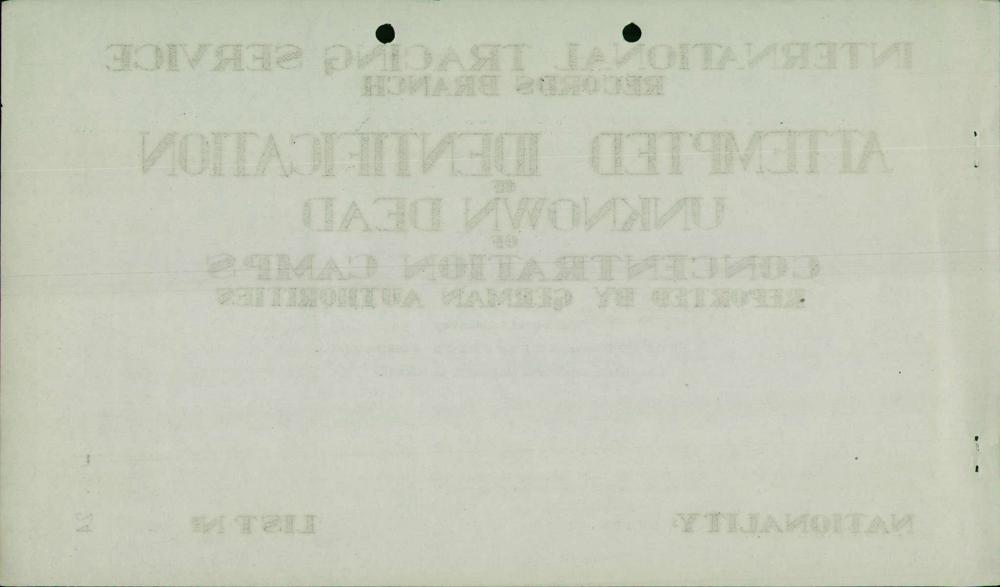 INTERNATIONAL TRACING SERVICE
RECORDS BRANCH
ATTEMPTED IDENTIFICATION
OF
UNKNOWN DEAD
OF
CONCENTRATION CAMPS
REPORTED BY GERMAN AUTHORITIES
NATIONALITY: LIST Nº